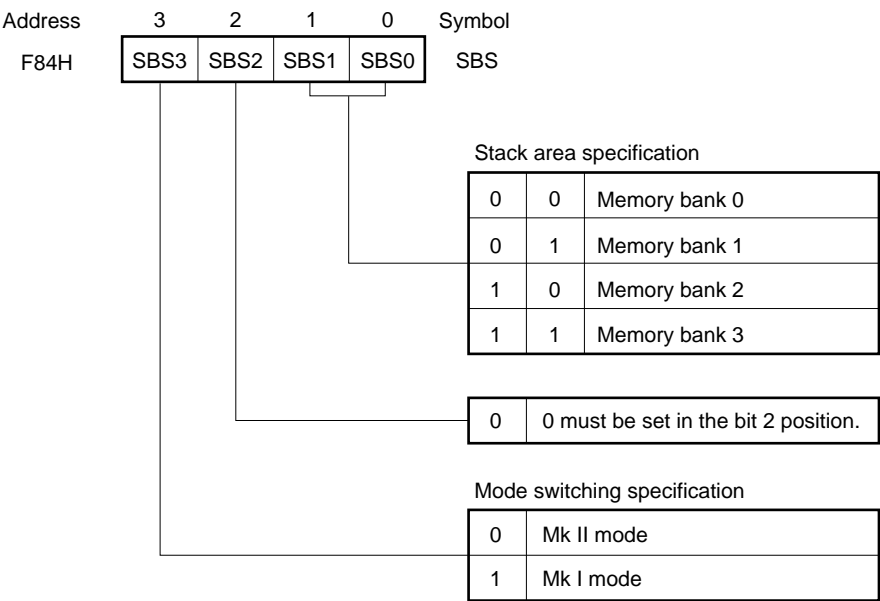 Address 3 2 1 0 Symbol
F84H SBS3 SBS2 SBS1 SBS0 SBS
Stack area specification
0 0 Memory bank 0
0 1 Memory bank 1
1 0 Memory bank 2
1 1 Memory bank 3
0 0 must be set in the bit 2 position.
Mode switching specification
0 Mk II mode
1 Mk I mode